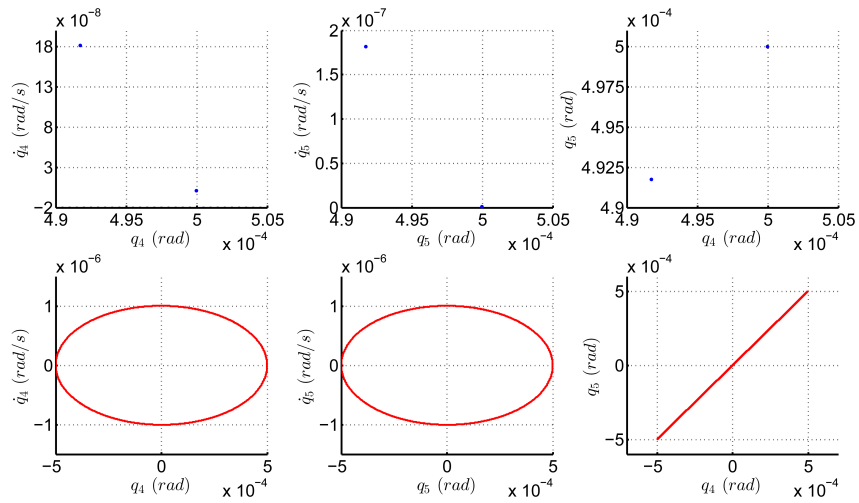 x 10⁻⁸
18
13
8
3
−2
4.9
4.95
5
5.05
x 10⁻⁴
q₄ (rad)
q̇₄ (rad/s)
x 10⁻⁷
2
1.5
1
0.5
0
4.9
4.95
5
5.05
x 10⁻⁴
q₅ (rad)
q̇₅ (rad/s)
x 10⁻⁴
5
4.975
4.95
4.925
4.9
4.9
4.95
5
5.05
x 10⁻⁴
q₄ (rad)
q₅ (rad)
x 10⁻⁶
1
0
−1
−5
0
5
x 10⁻⁴
q₄ (rad)
q̇₄ (rad/s)
x 10⁻⁶
1
0
−1
−5
0
5
x 10⁻⁴
q₅ (rad)
q̇₅ (rad/s)
x 10⁻⁴
5
0
−5
−5
0
5
x 10⁻⁴
q₄ (rad)
q₅ (rad)